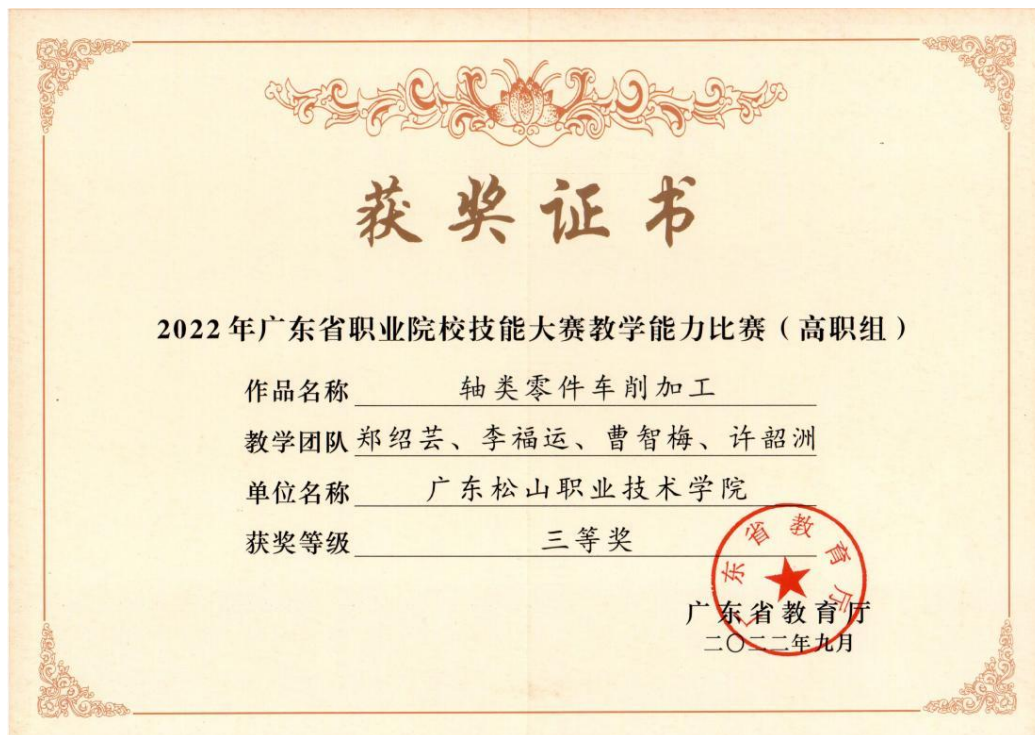 获奖证书
2022年广东省职业院校技能大赛教学能力比赛（高职组）
作品名称 轴类零件车削加工
教学团队 郑绍芸、李福运、曹智梅、许韶洲
单位名称 广东松山职业技术学院
获奖等级 三等奖
广东省教育厅
广东省教育厅
二〇二二年九月